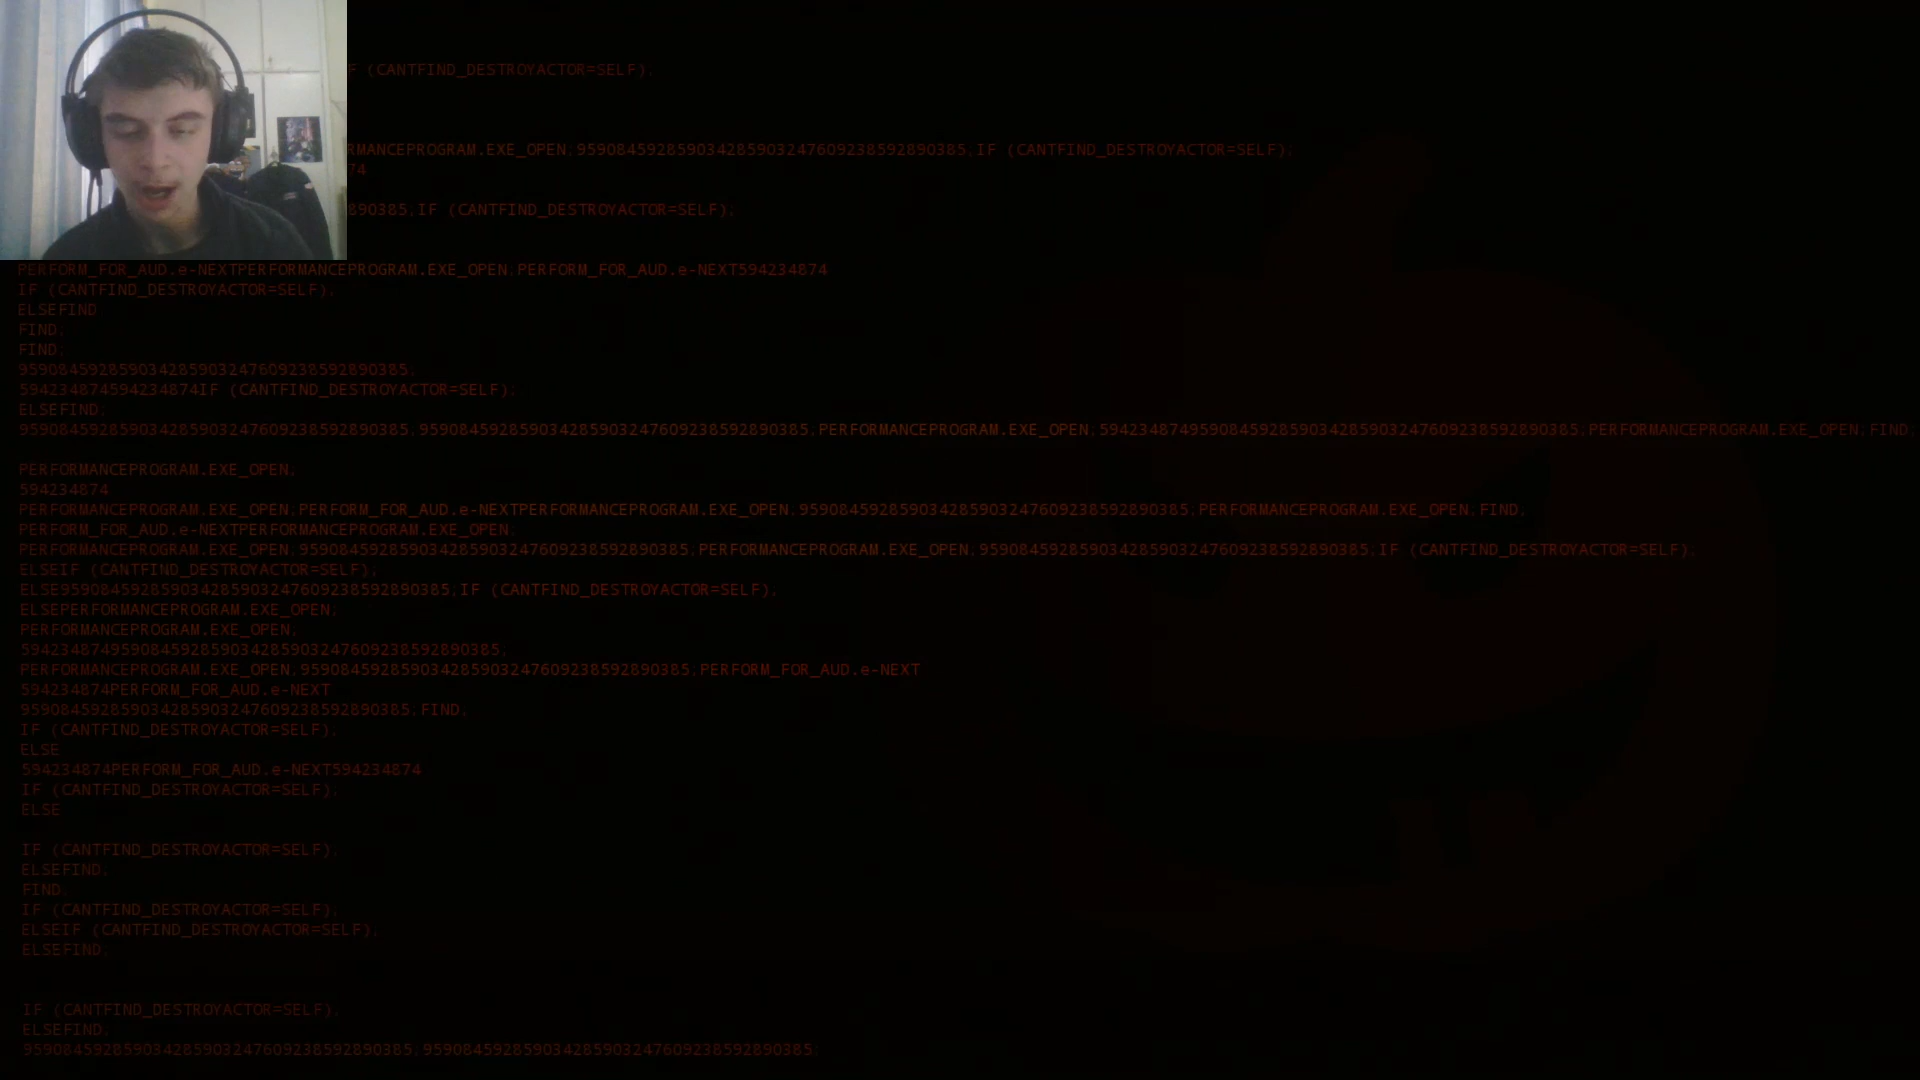 F (CANTFIND_DESTROYACTOR=SELF);
RMANCEPROGRAM.EXE_OPEN;9590845928590342859032476092385928903​85;IF (CANTFIND_DESTROYACTOR=SELF);
74
890385;IF (CANTFIND_DESTROYACTOR=SELF);
PERFORM_FOR_AUD.e-NEXTPERFORMANCEPROGRAM.EXE_OPEN;PERFORM_FOR_AUD.e-NEXT594234874
IF (CANTFIND_DESTROYACTOR=SELF);
ELSEFIND
FIND;
FIND;
959084592859034285903247609238592890385;
594234874594234874IF (CANTFIND_DESTROYACTOR=SELF);
ELSEFIND;
959084592859034285903247609238592890385;959084592859034285903247609238592890385;PERFORMANCEPROGRAM.EXE_OPEN;594234874959084592859034285903247609238592890385;PERFORMANCEPROGRAM.EXE_OPEN;FIND;
PERFORMANCEPROGRAM.EXE_OPEN;
594234874
PERFORMANCEPROGRAM.EXE_OPEN;PERFORM_FOR_AUD.e-NEXTPERFORMANCEPROGRAM.EXE_OPEN;959084592859034285903247609238592890385;PERFORMANCEPROGRAM.EXE_OPEN;FIND;
PERFORM_FOR_AUD.e-NEXTPERFORMANCEPROGRAM.EXE_OPEN;
PERFORMANCEPROGRAM.EXE_OPEN;959084592859034285903247609238592890385;PERFORMANCEPROGRAM.EXE_OPEN;959084592859034285903247609238592890385;IF (CANTFIND_DESTROYACTOR=SELF);
ELSEIF (CANTFIND_DESTROYACTOR=SELF);
ELSE959084592859034285903247609238592890385;IF (CANTFIND_DESTROYACTOR=SELF);
ELSEPERFORMANCEPROGRAM.EXE_OPEN;
PERFORMANCEPROGRAM.EXE_OPEN;
594234874959084592859034285903247609238592890385;
PERFORMANCEPROGRAM.EXE_OPEN;959084592859034285903247609238592890385;PERFORM_FOR_AUD.e-NEXT
594234874PERFORM_FOR_AUD.e-NEXT
959084592859034285903247609238592890385;FIND;
IF (CANTFIND_DESTROYACTOR=SELF);
ELSE
594234874PERFORM_FOR_AUD.e-NEXT594234874
IF (CANTFIND_DESTROYACTOR=SELF);
ELSE
IF (CANTFIND_DESTROYACTOR=SELF);
ELSEFIND;
FIND;
IF (CANTFIND_DESTROYACTOR=SELF);
ELSEIF (CANTFIND_DESTROYACTOR=SELF);
ELSEFIND;
IF (CANTFIND_DESTROYACTOR=SELF);
ELSEFIND;
959084592859034285903247609238592890385;959084592859034285903247609238592890385;